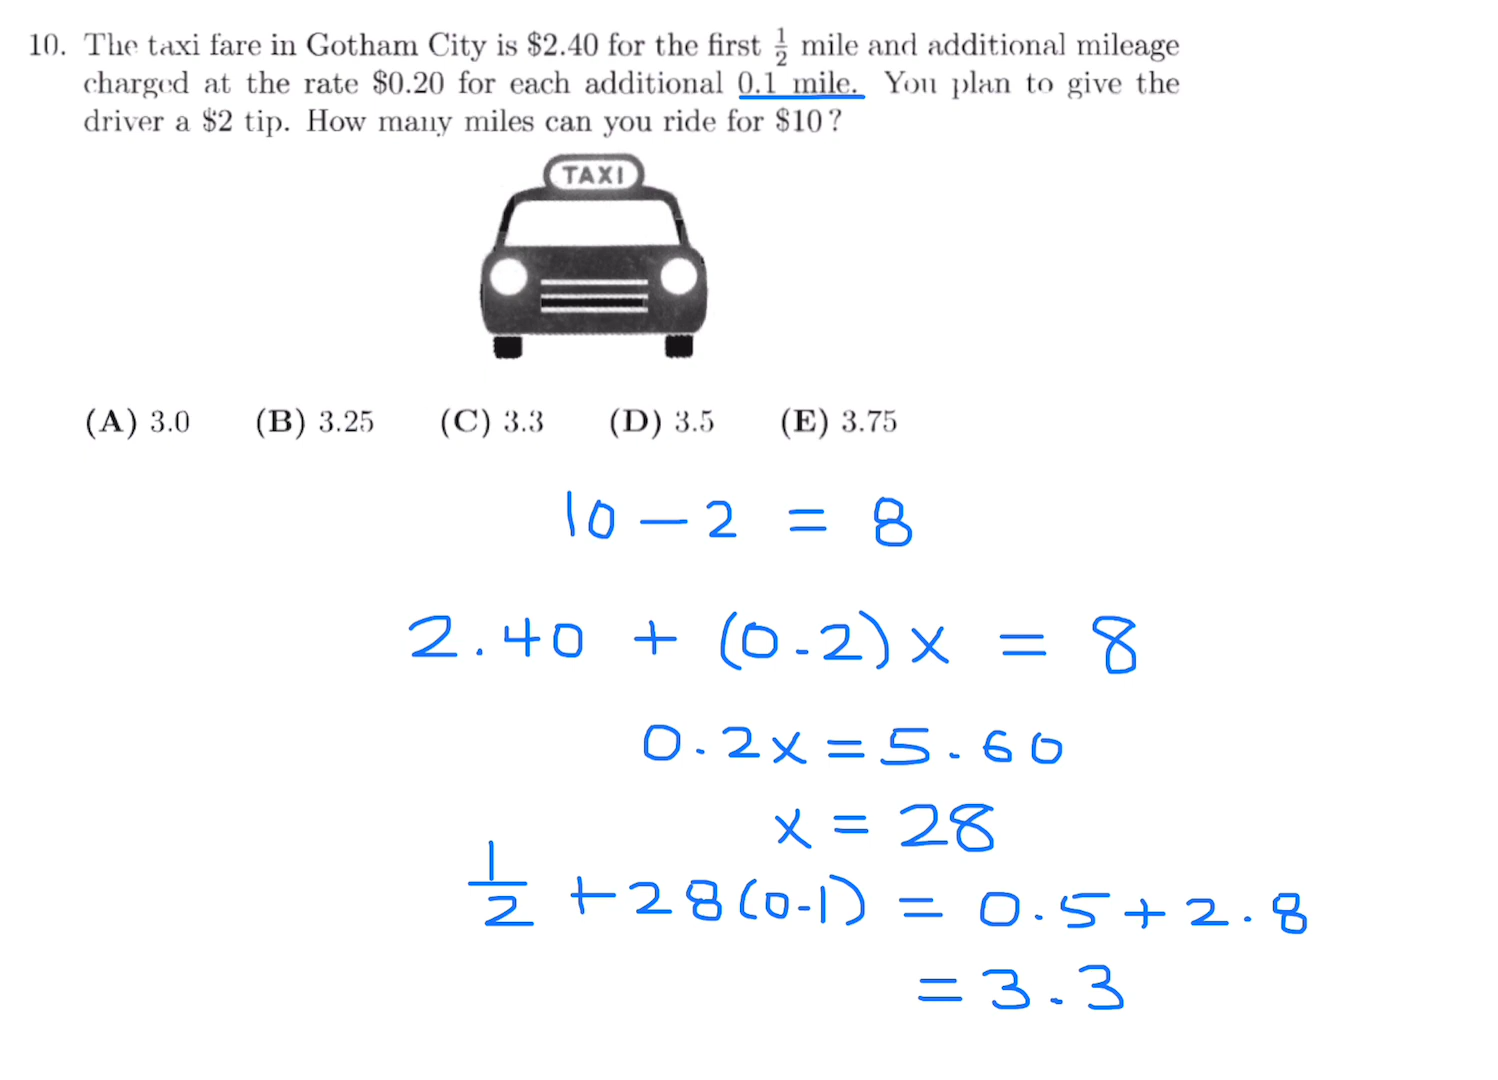 10. The taxi fare in Gotham City is $2.40 for the first 1/2 mile and additional mileage
charged at the rate $0.20 for each additional 0.1 mile. You plan to give the
driver a $2 tip. How many miles can you ride for $10?
TAXI
(A) 3.0 (B) 3.25 (C) 3.3 (D) 3.5 (E) 3.75
10 - 2 = 8
2.40 + (0.2)x = 8
0.2x = 5.60
x = 28
1/2 + 28(0.1) = 0.5 + 2.8
= 3.3